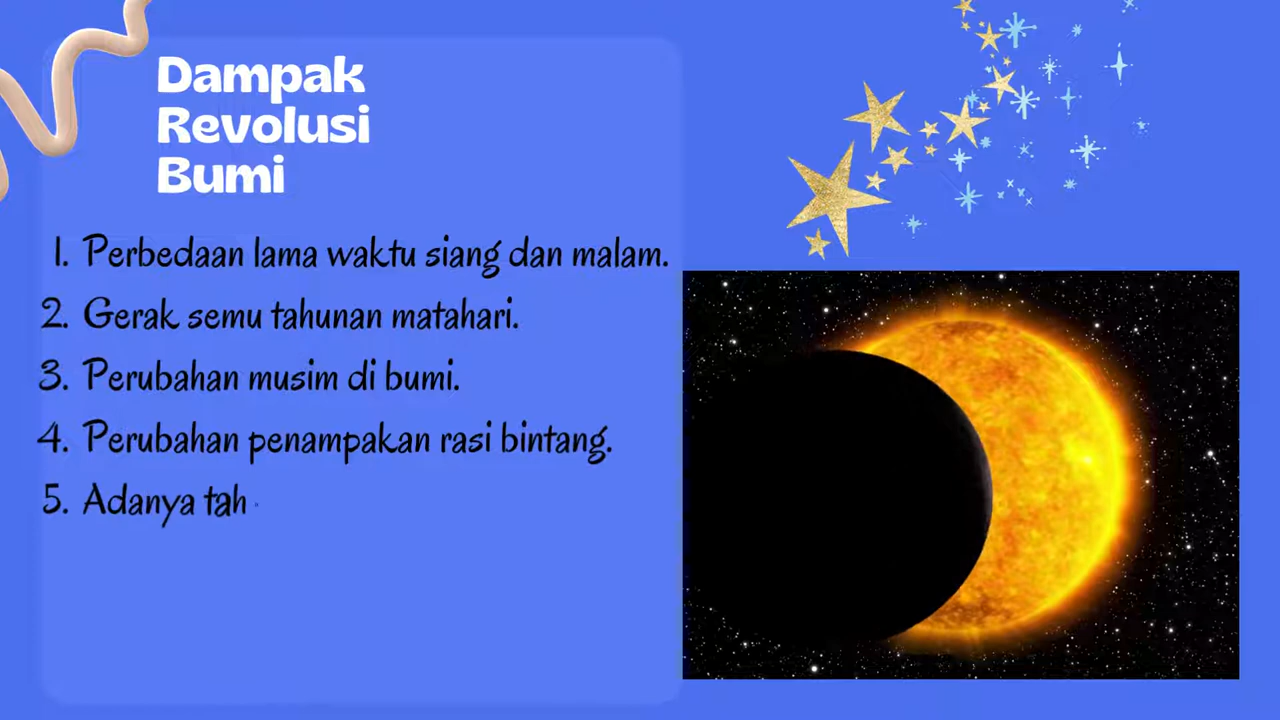 Dampak
Revolusi
Bumi
1. Perbedaan lama waktu siang dan malam.
2. Gerak semu tahunan matahari.
3. Perubahan musim di bumi.
4. Perubahan penampakan rasi bintang.
5. Adanya tah